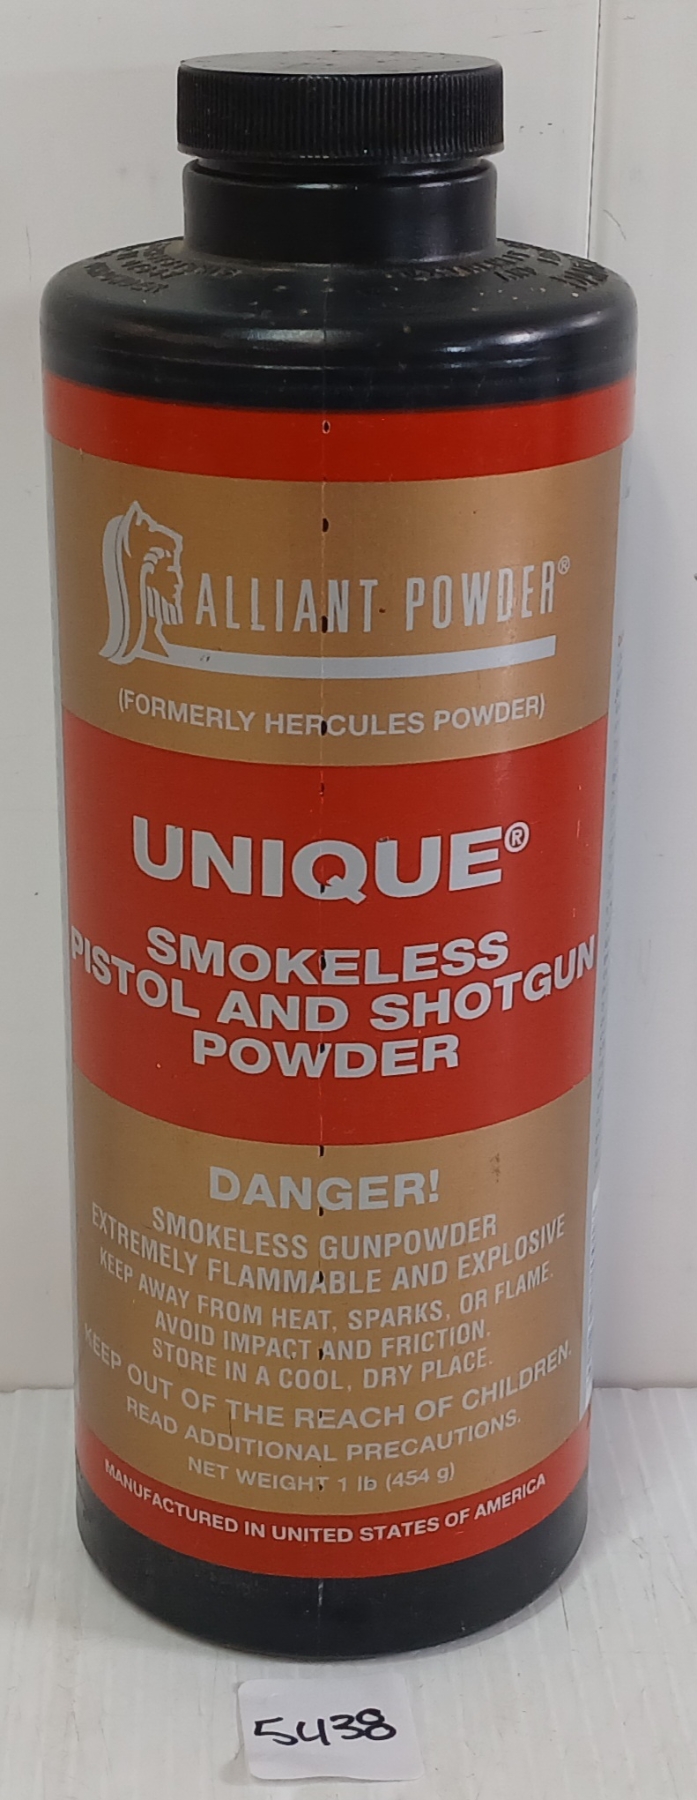 ALLIANT POWDER®
(FORMERLY HERCULES POWDER)
UNIQUE®
SMOKELESS
PISTOL AND SHOTGUN
POWDER
DANGER!
SMOKELESS GUNPOWDER
EXTREMELY FLAMMABLE AND EXPLOSIVE
KEEP AWAY FROM HEAT, SPARKS, OR FLAME.
AVOID IMPACT AND FRICTION.
STORE IN A COOL, DRY PLACE.
KEEP OUT OF THE REACH OF CHILDREN.
READ ADDITIONAL PRECAUTIONS.
NET WEIGHT 1 lb (454 g)
MANUFACTURED IN UNITED STATES OF AMERICA
5438